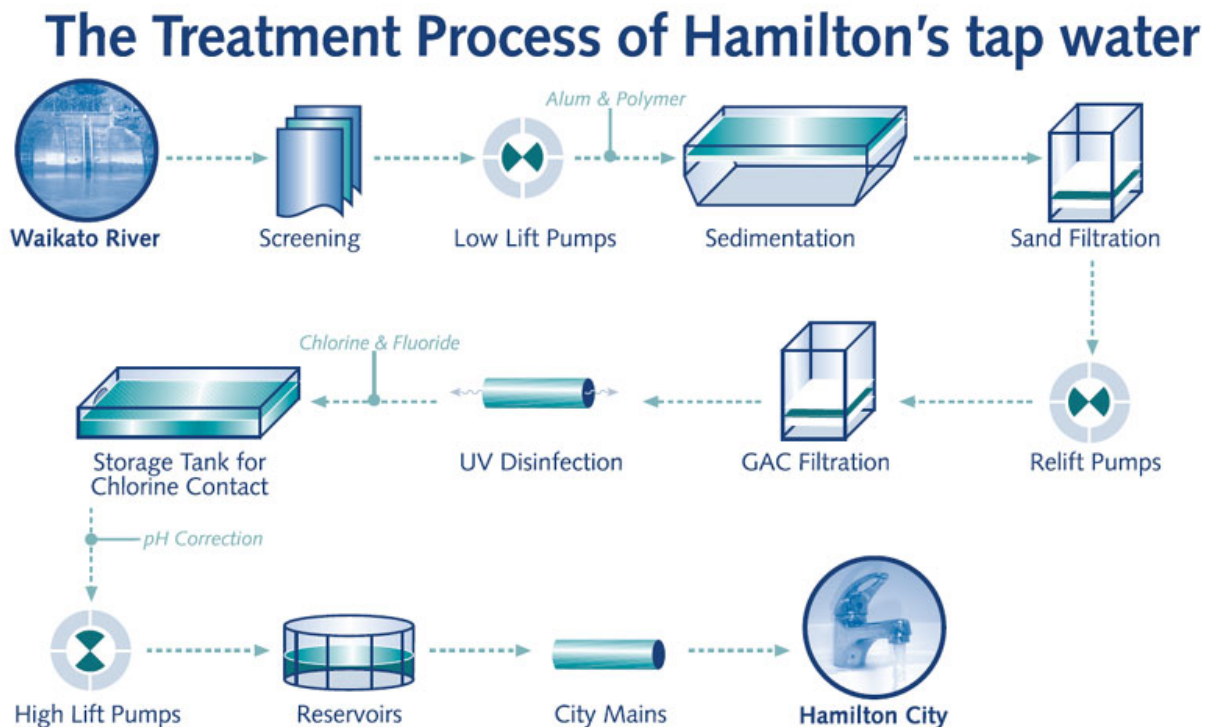 The Treatment Process of Hamilton's tap water
Alum & Polymer
Waikato River
Screening
Low Lift Pumps
Sedimentation
Sand Filtration
Chlorine & Fluoride
Storage Tank for
Chlorine Contact
UV Disinfection
GAC Filtration
Relift Pumps
pH Correction
High Lift Pumps
Reservoirs
City Mains
Hamilton City